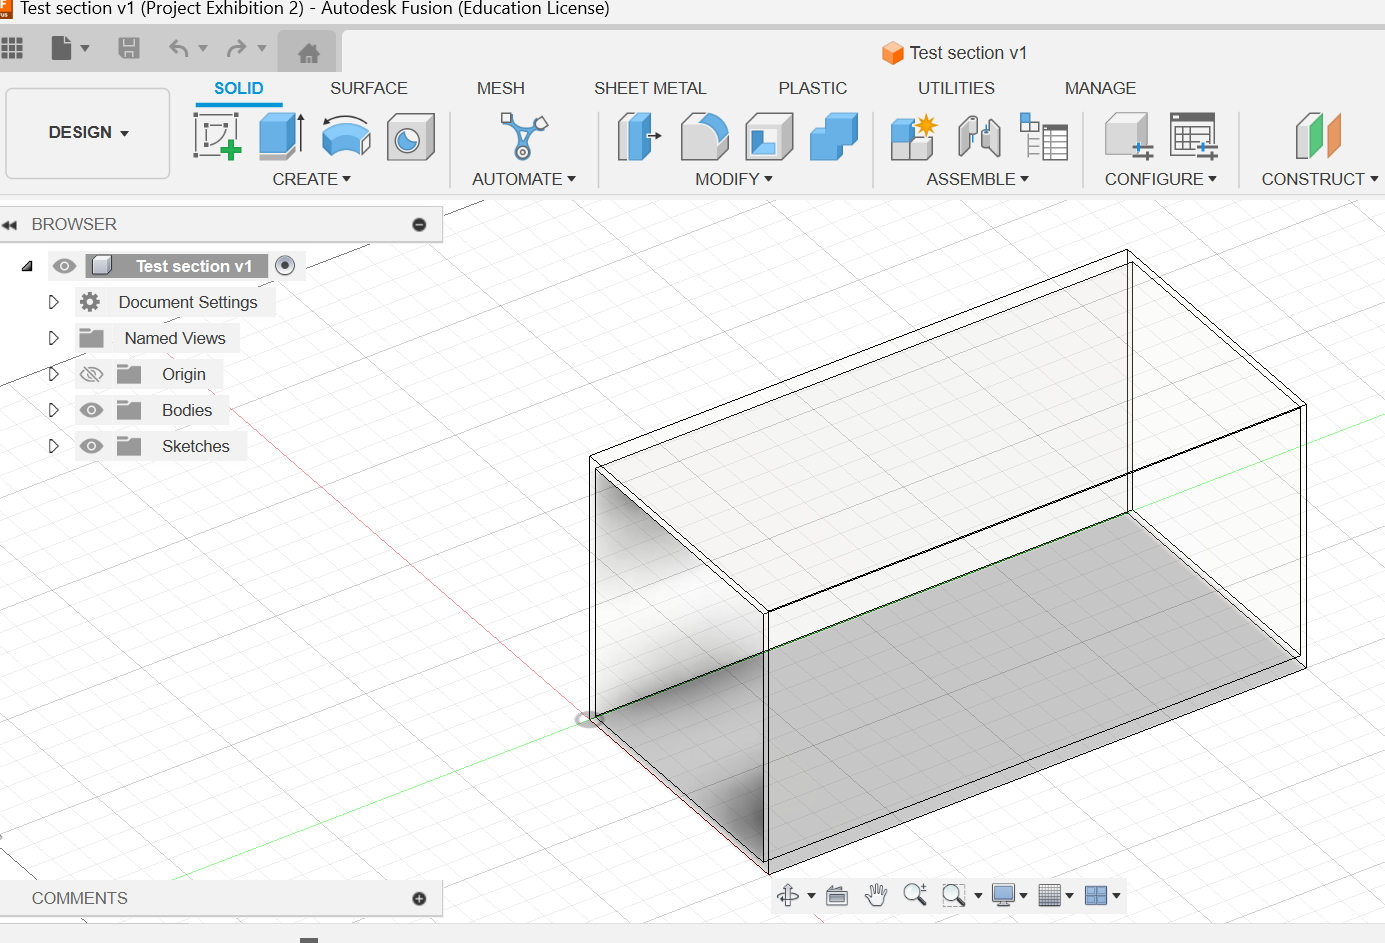 Test section v1 (Project Exhibition 2) - Autodesk Fusion (Education License)
Test section v1
SOLID SURFACE MESH SHEET METAL PLASTIC UTILITIES MANAGE
DESIGN
CREATE AUTOMATE MODIFY ASSEMBLE CONFIGURE CONSTRUCT
BROWSER
Test section v1
Document Settings
Named Views
Origin
Bodies
Sketches
COMMENTS